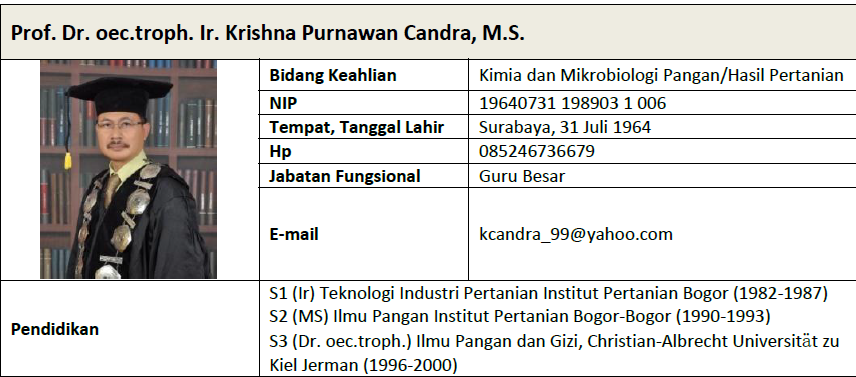 Prof. Dr. oec.troph. Ir. Krishna Purnawan Candra, M.S.
Bidang Keahlian Kimia dan Mikrobiologi Pangan/Hasil Pertanian
NIP 19640731 198903 1 006
Tempat, Tanggal Lahir Surabaya, 31 Juli 1964
Hp 085246736679
Jabatan Fungsional Guru Besar
E-mail kcandra_99@yahoo.com
Pendidikan
S1 (Ir) Teknologi Industri Pertanian Institut Pertanian Bogor (1982-1987)
S2 (MS) Ilmu Pangan Institut Pertanian Bogor-Bogor (1990-1993)
S3 (Dr. oec.troph.) Ilmu Pangan dan Gizi, Christian-Albrecht Universität zu
Kiel Jerman (1996-2000)